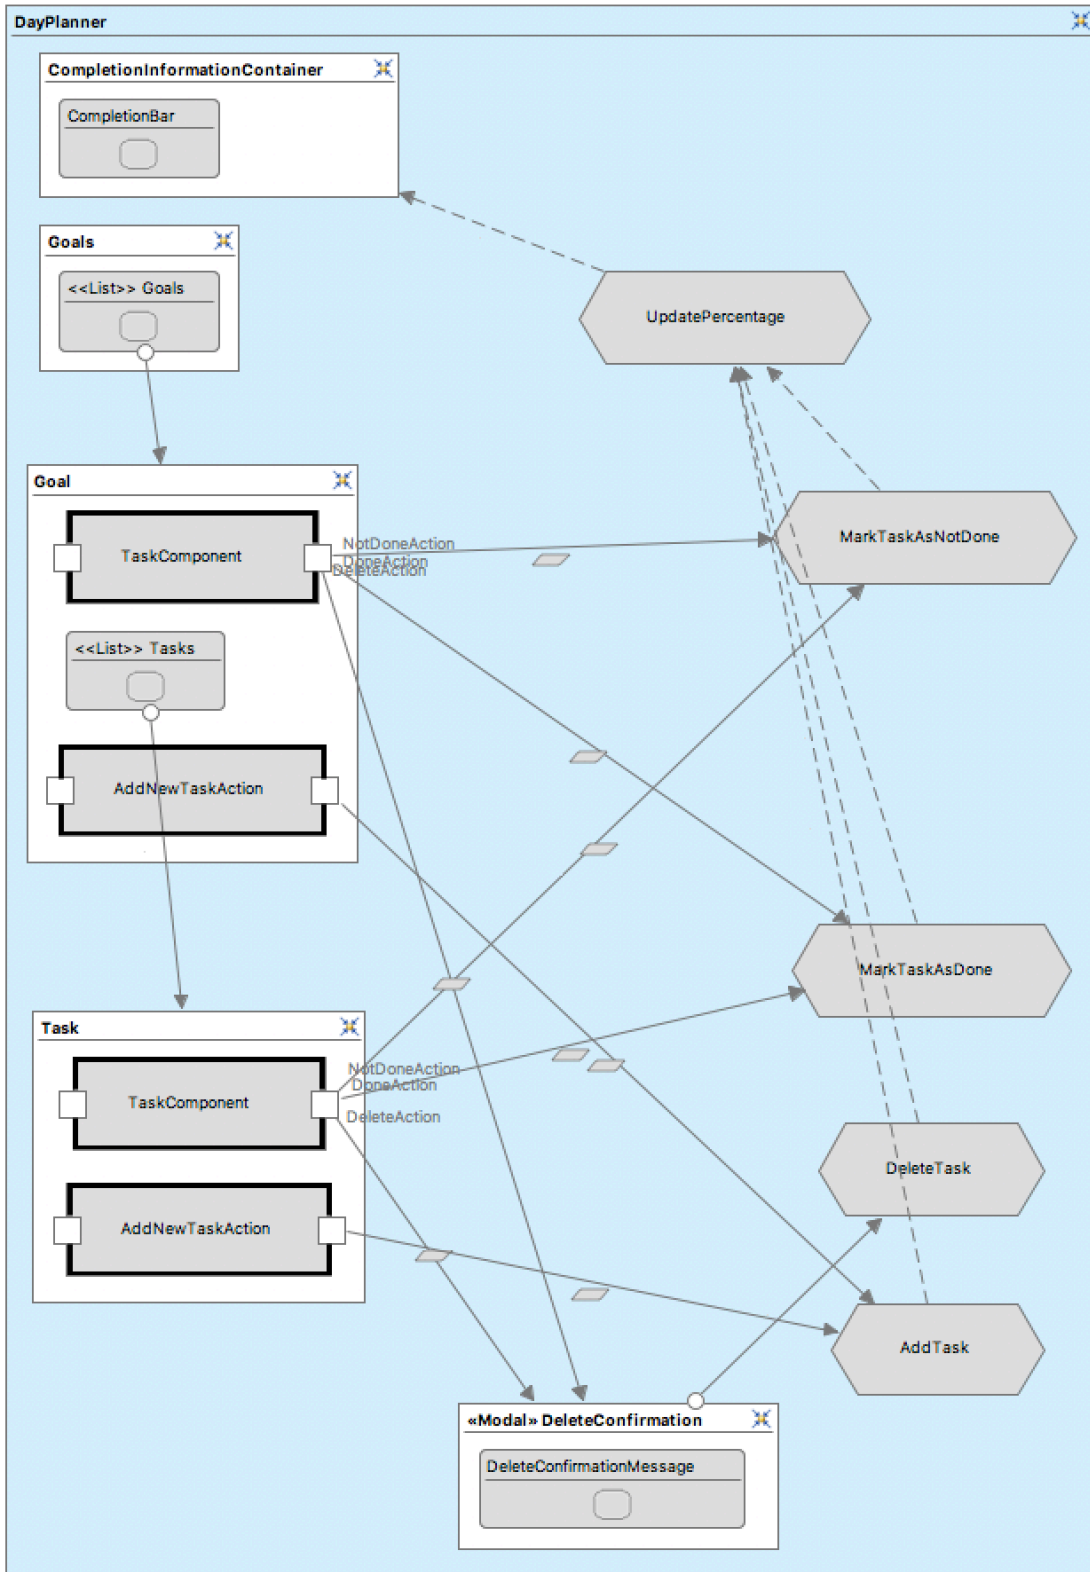 DayPlanner
CompletionInformationContainer
CompletionBar
Goals
<<List>> Goals
UpdatePercentage
Goal
TaskComponent
NotDoneAction
DoneAction
DeleteAction
MarkTaskAsNotDone
<<List>> Tasks
AddNewTaskAction
MarkTaskAsDone
Task
TaskComponent
NotDoneAction
DoneAction
DeleteAction
DeleteTask
AddNewTaskAction
AddTask
«Modal» DeleteConfirmation
DeleteConfirmationMessage